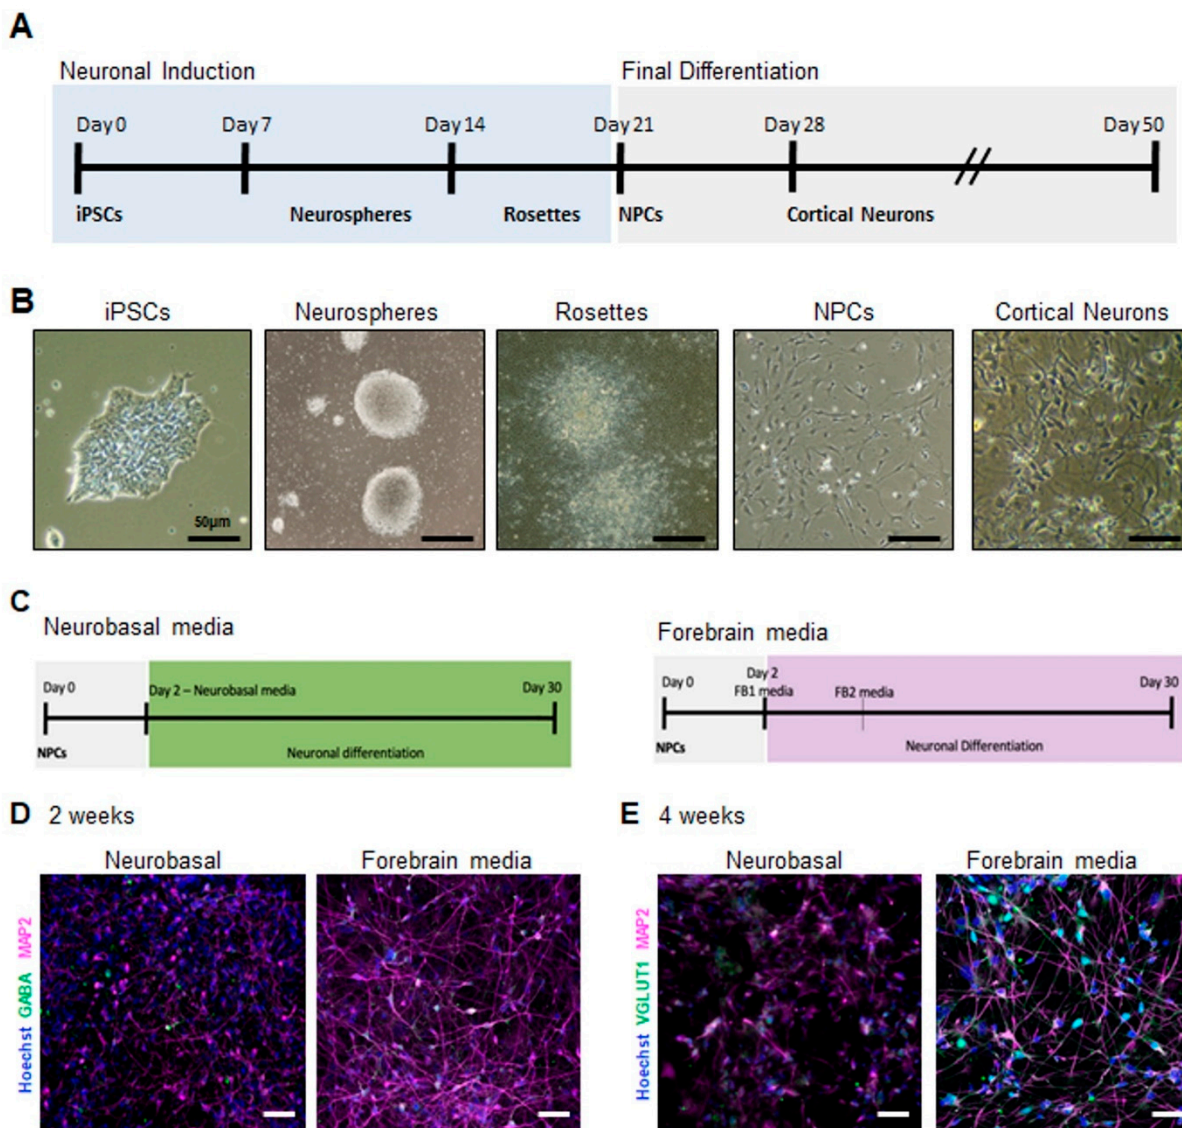 A
Neuronal Induction
Final Differentiation
Day 0
Day 7
Day 14
Day 21
Day 28
Day 50
iPSCs
Neurospheres
Rosettes
NPCs
Cortical Neurons
B
iPSCs
Neurospheres
Rosettes
NPCs
Cortical Neurons
50µm
C
Neurobasal media
Day 0
Day 2 – Neurobasal media
Day 30
NPCs
Neuronal differentiation
Forebrain media
Day 0
Day 2
FB1 media
FB2 media
Day 30
NPCs
Neuronal Differentiation
D 2 weeks
Neurobasal
Forebrain media
Hoechst GABA MAP2
E 4 weeks
Neurobasal
Forebrain media
Hoechst VGLUT1 MAP2